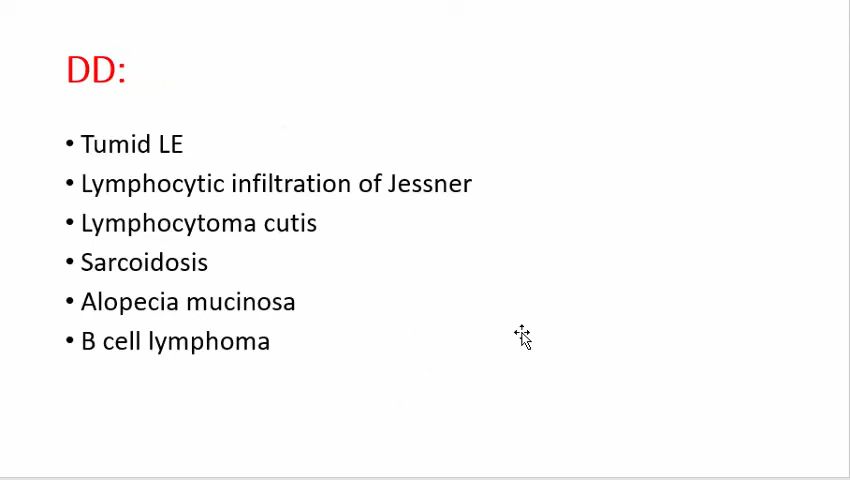 DD:
• Tumid LE
• Lymphocytic infiltration of Jessner
• Lymphocytoma cutis
• Sarcoidosis
• Alopecia mucinosa
• B cell lymphoma